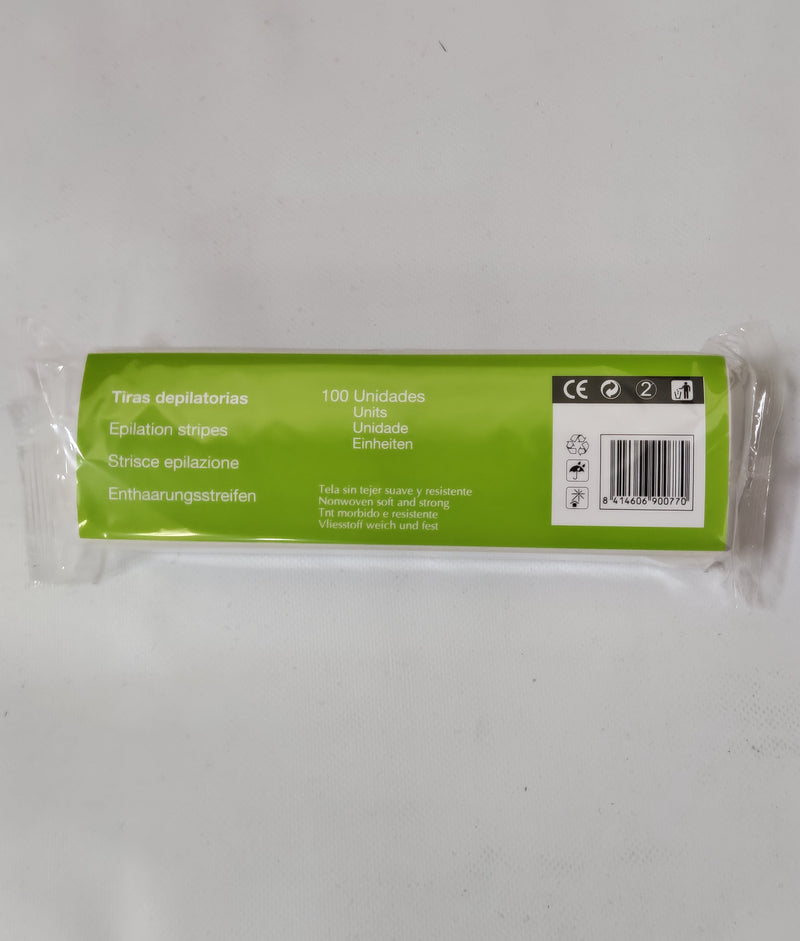 Tiras depilatorias
Epilation stripes
Strisce epilazione
Enthaarungsstreifen
100 Unidades
Units
Unidade
Einheiten
Tela sin tejer suave y resistente
Nonwoven soft and strong
Tnt morbido e resistente
Vliesstoff weich und fest
CE 2
8 414606 900770